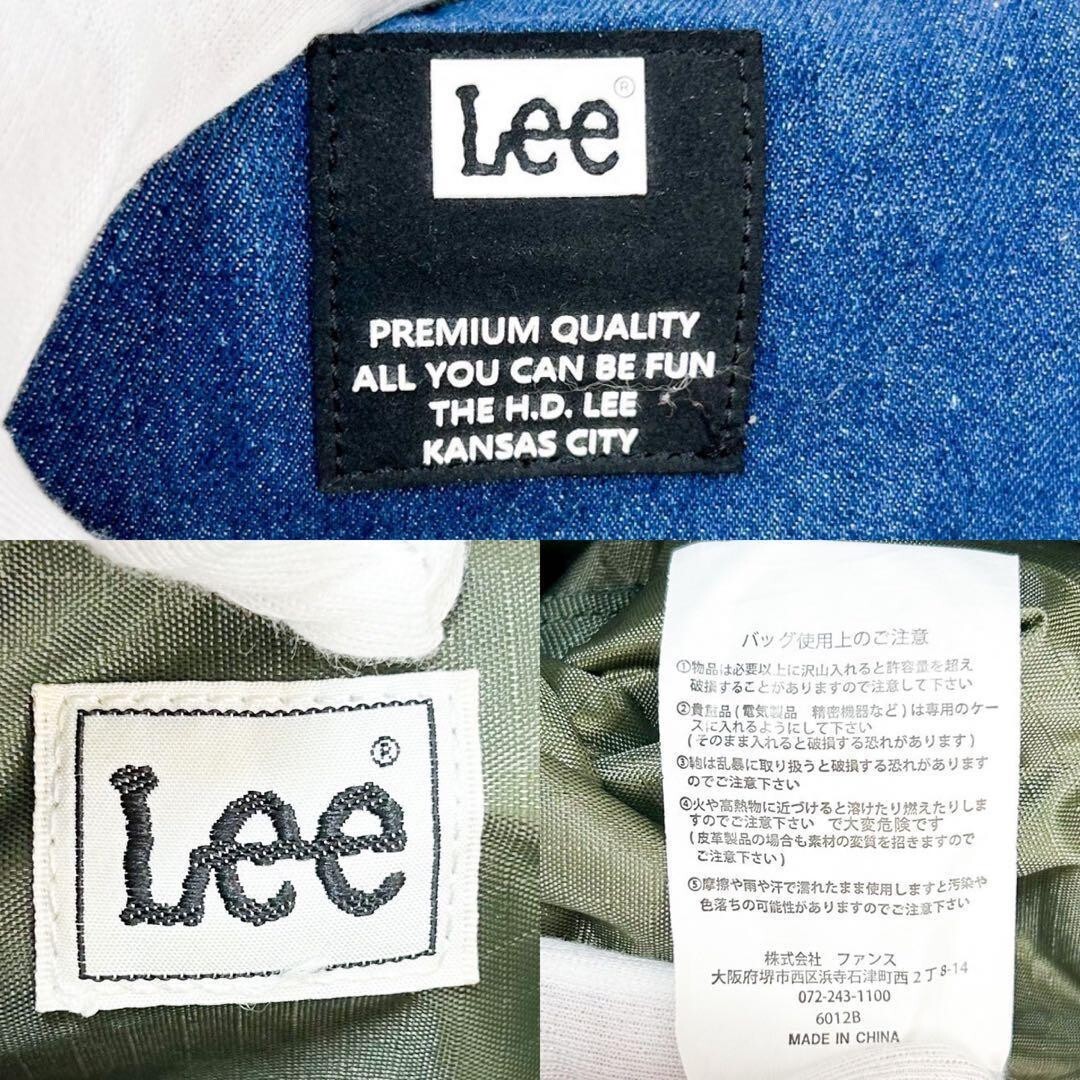 Lee®
PREMIUM QUALITY
ALL YOU CAN BE FUN
THE H.D. LEE
KANSAS CITY
Lee®
バッグ使用上のご注意
①物品は必要以上に沢山入れると許容量を超え
破損することがありますので注意して下さい
②貴重品(電気製品 精密機器など)は専用のケー
スに入れるようにして下さい
(そのまま入れると破損する恐れがあります)
③鞄は乱暴に取り扱うと破損する恐れがあります
のでご注意下さい
④火や高熱物に近づけると溶けたり燃えたりしま
すのでご注意下さい で大変危険です
(皮革製品の場合も素材の変質を招きますので
ご注意下さい)
⑤摩擦や雨や汗で濡れたまま使用しますと汚染や
色落ちの可能性がありますのでご注意下さい
株式会社 ファンス
大阪府堺市西区浜寺石津町西2丁8-14
072-243-1100
6012B
MADE IN CHINA